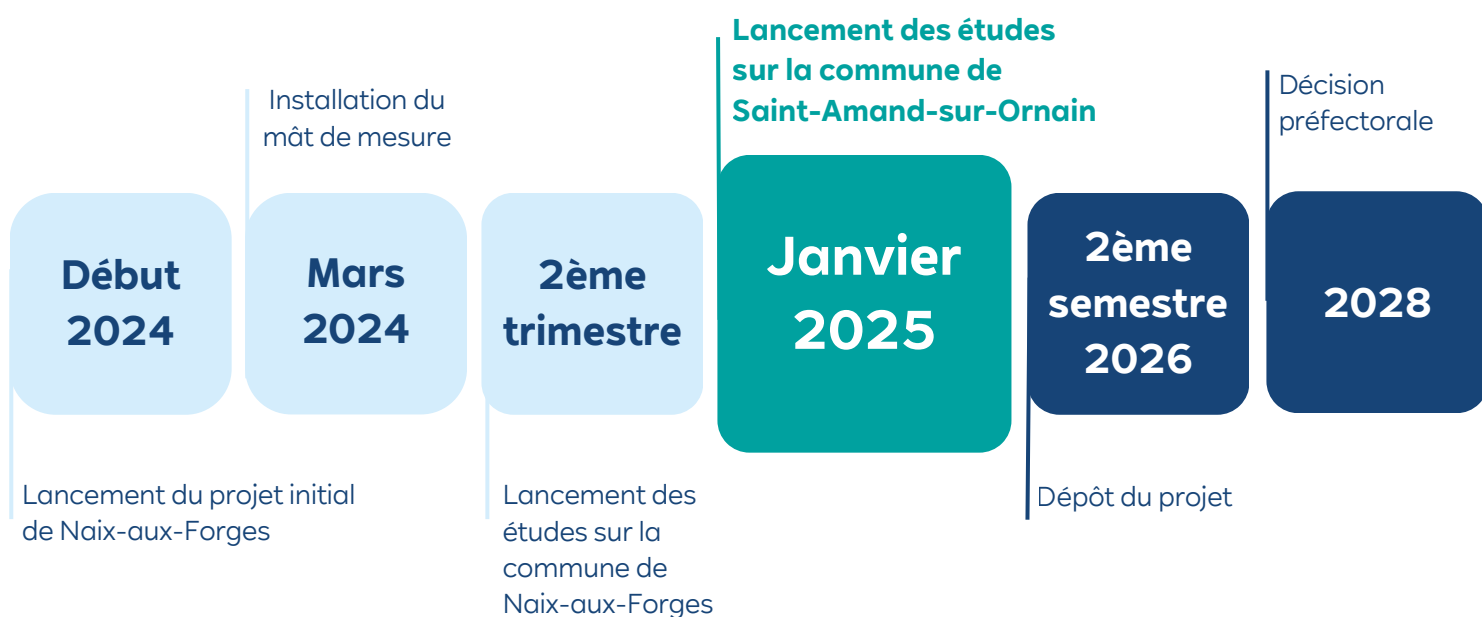 Début
2024
Lancement du projet initial
de Naix-aux-Forges
Installation du
mât de mesure
Mars
2024
2ème
trimestre
Lancement des
études sur la
commune de
Naix-aux-Forges
Lancement des études
sur la commune de
Saint-Amand-sur-Ornain
Janvier
2025
2ème
semestre
2026
Dépôt du projet
Décision
préfectorale
2028